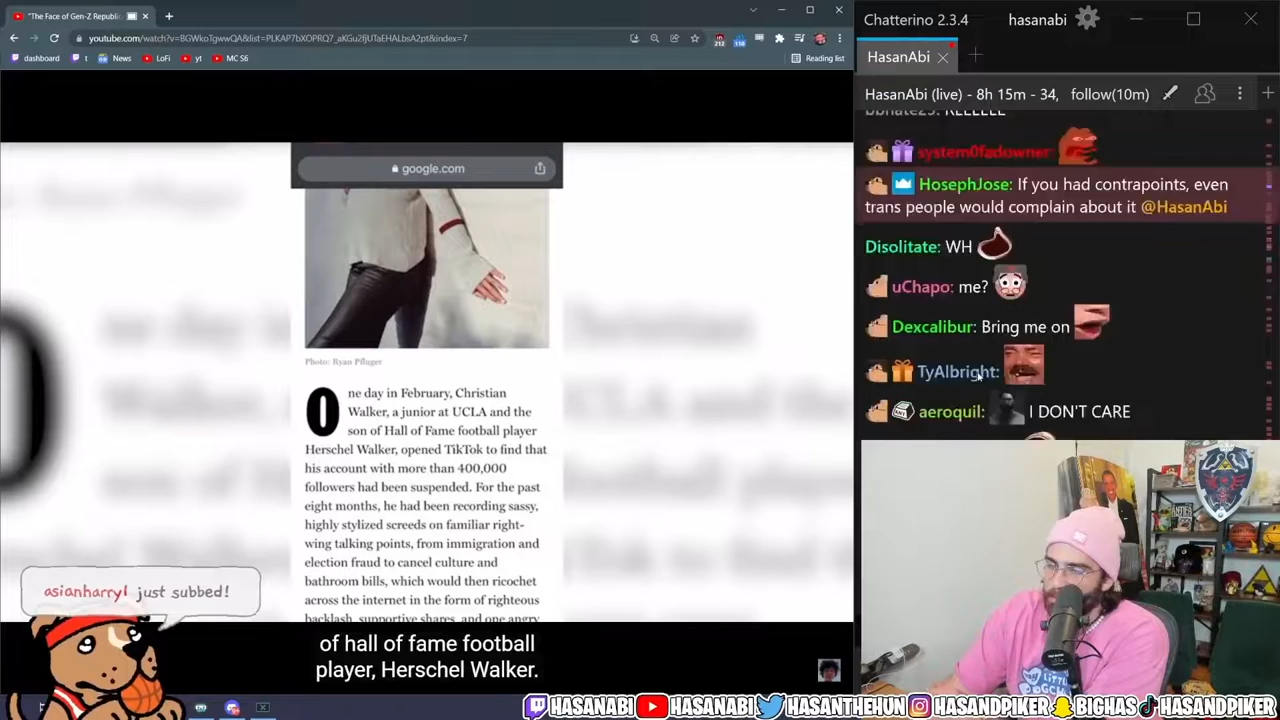 "The Face of Gen-Z Republic
youtube.com/watch?v=BGWkoTgwwQA&list=PLKAP7bXOPRQ7_aKGu2fjUTaEHALbsA2pt&index=7
dashboard
t
News
LoFi
yt
MC S6
Reading list
google.com
Photo: Ryan Pfluger
One day in February, Christian
Walker, a junior at UCLA and the
son of Hall of Fame football player
Herschel Walker, opened TikTok to find that
his account with more than 400,000
followers had been suspended. For the past
eight months, he had been recording sassy,
highly stylized screeds on familiar right-
wing talking points, from immigration and
election fraud to cancel culture and
bathroom bills, which would then ricochet
across the internet in the form of righteous
backlash, supportive shares, and one angry
of hall of fame football
player, Herschel Walker.
asianharryl just subbed!
Chatterino 2.3.4
hasanabi
HasanAbi
HasanAbi (live) - 8h 15m - 34,
follow(10m)
system0fadowner
HosephJose: If you had contrapoints, even
trans people would complain about it @HasanAbi
Disolitate: WH
uChapo: me?
Dexcalibur: Bring me on
TyAlbright:
aeroquil: I DON'T CARE
HASANABI
HASANABI
HASANTHEHUN
HASANDPIKER
BIGHAS
HASANDPIKER